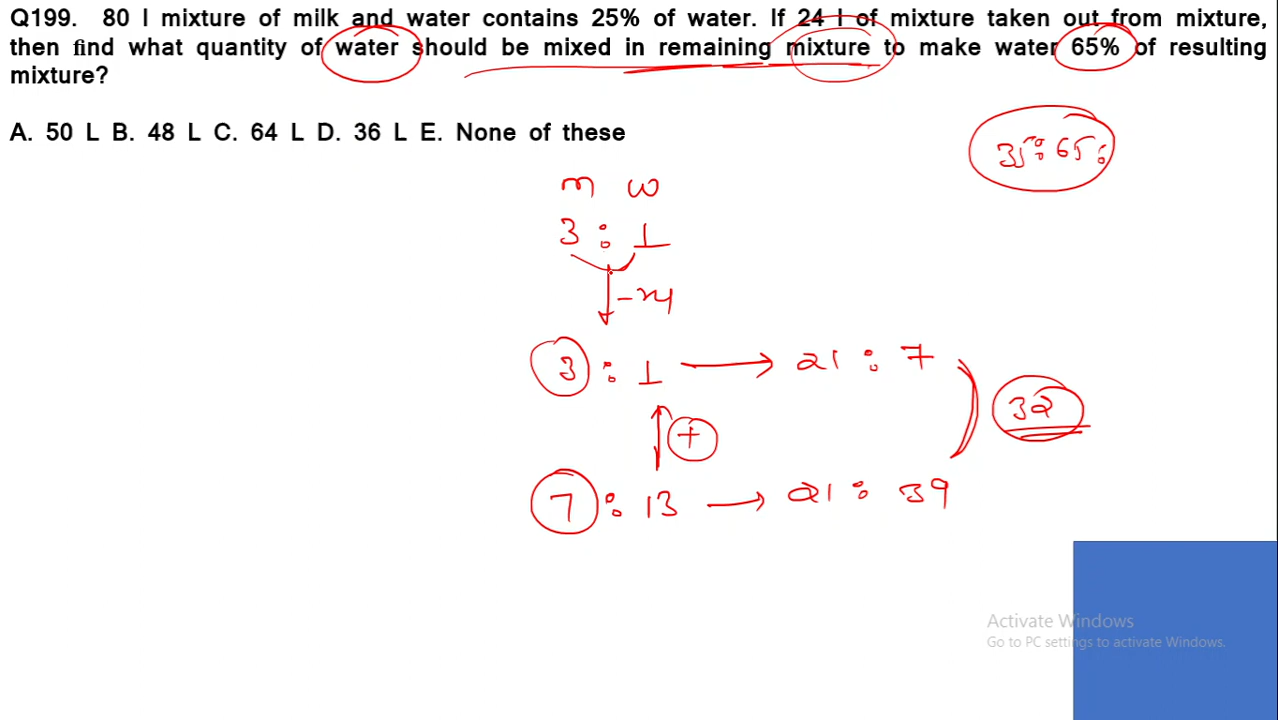 Q199. 80 l mixture of milk and water contains 25% of water. If 24 l of mixture taken out from mixture,
then find what quantity of water should be mixed in remaining mixture to make water 65% of resulting
mixture?
A. 50 L B. 48 L C. 64 L D. 36 L E. None of these
35 : 65 :
m w
3 : 1
-24
3 : 1 → 21 : 7
32
+
7 : 13 → 21 : 39
Activate Windows
Go to PC settings to activate Windows.